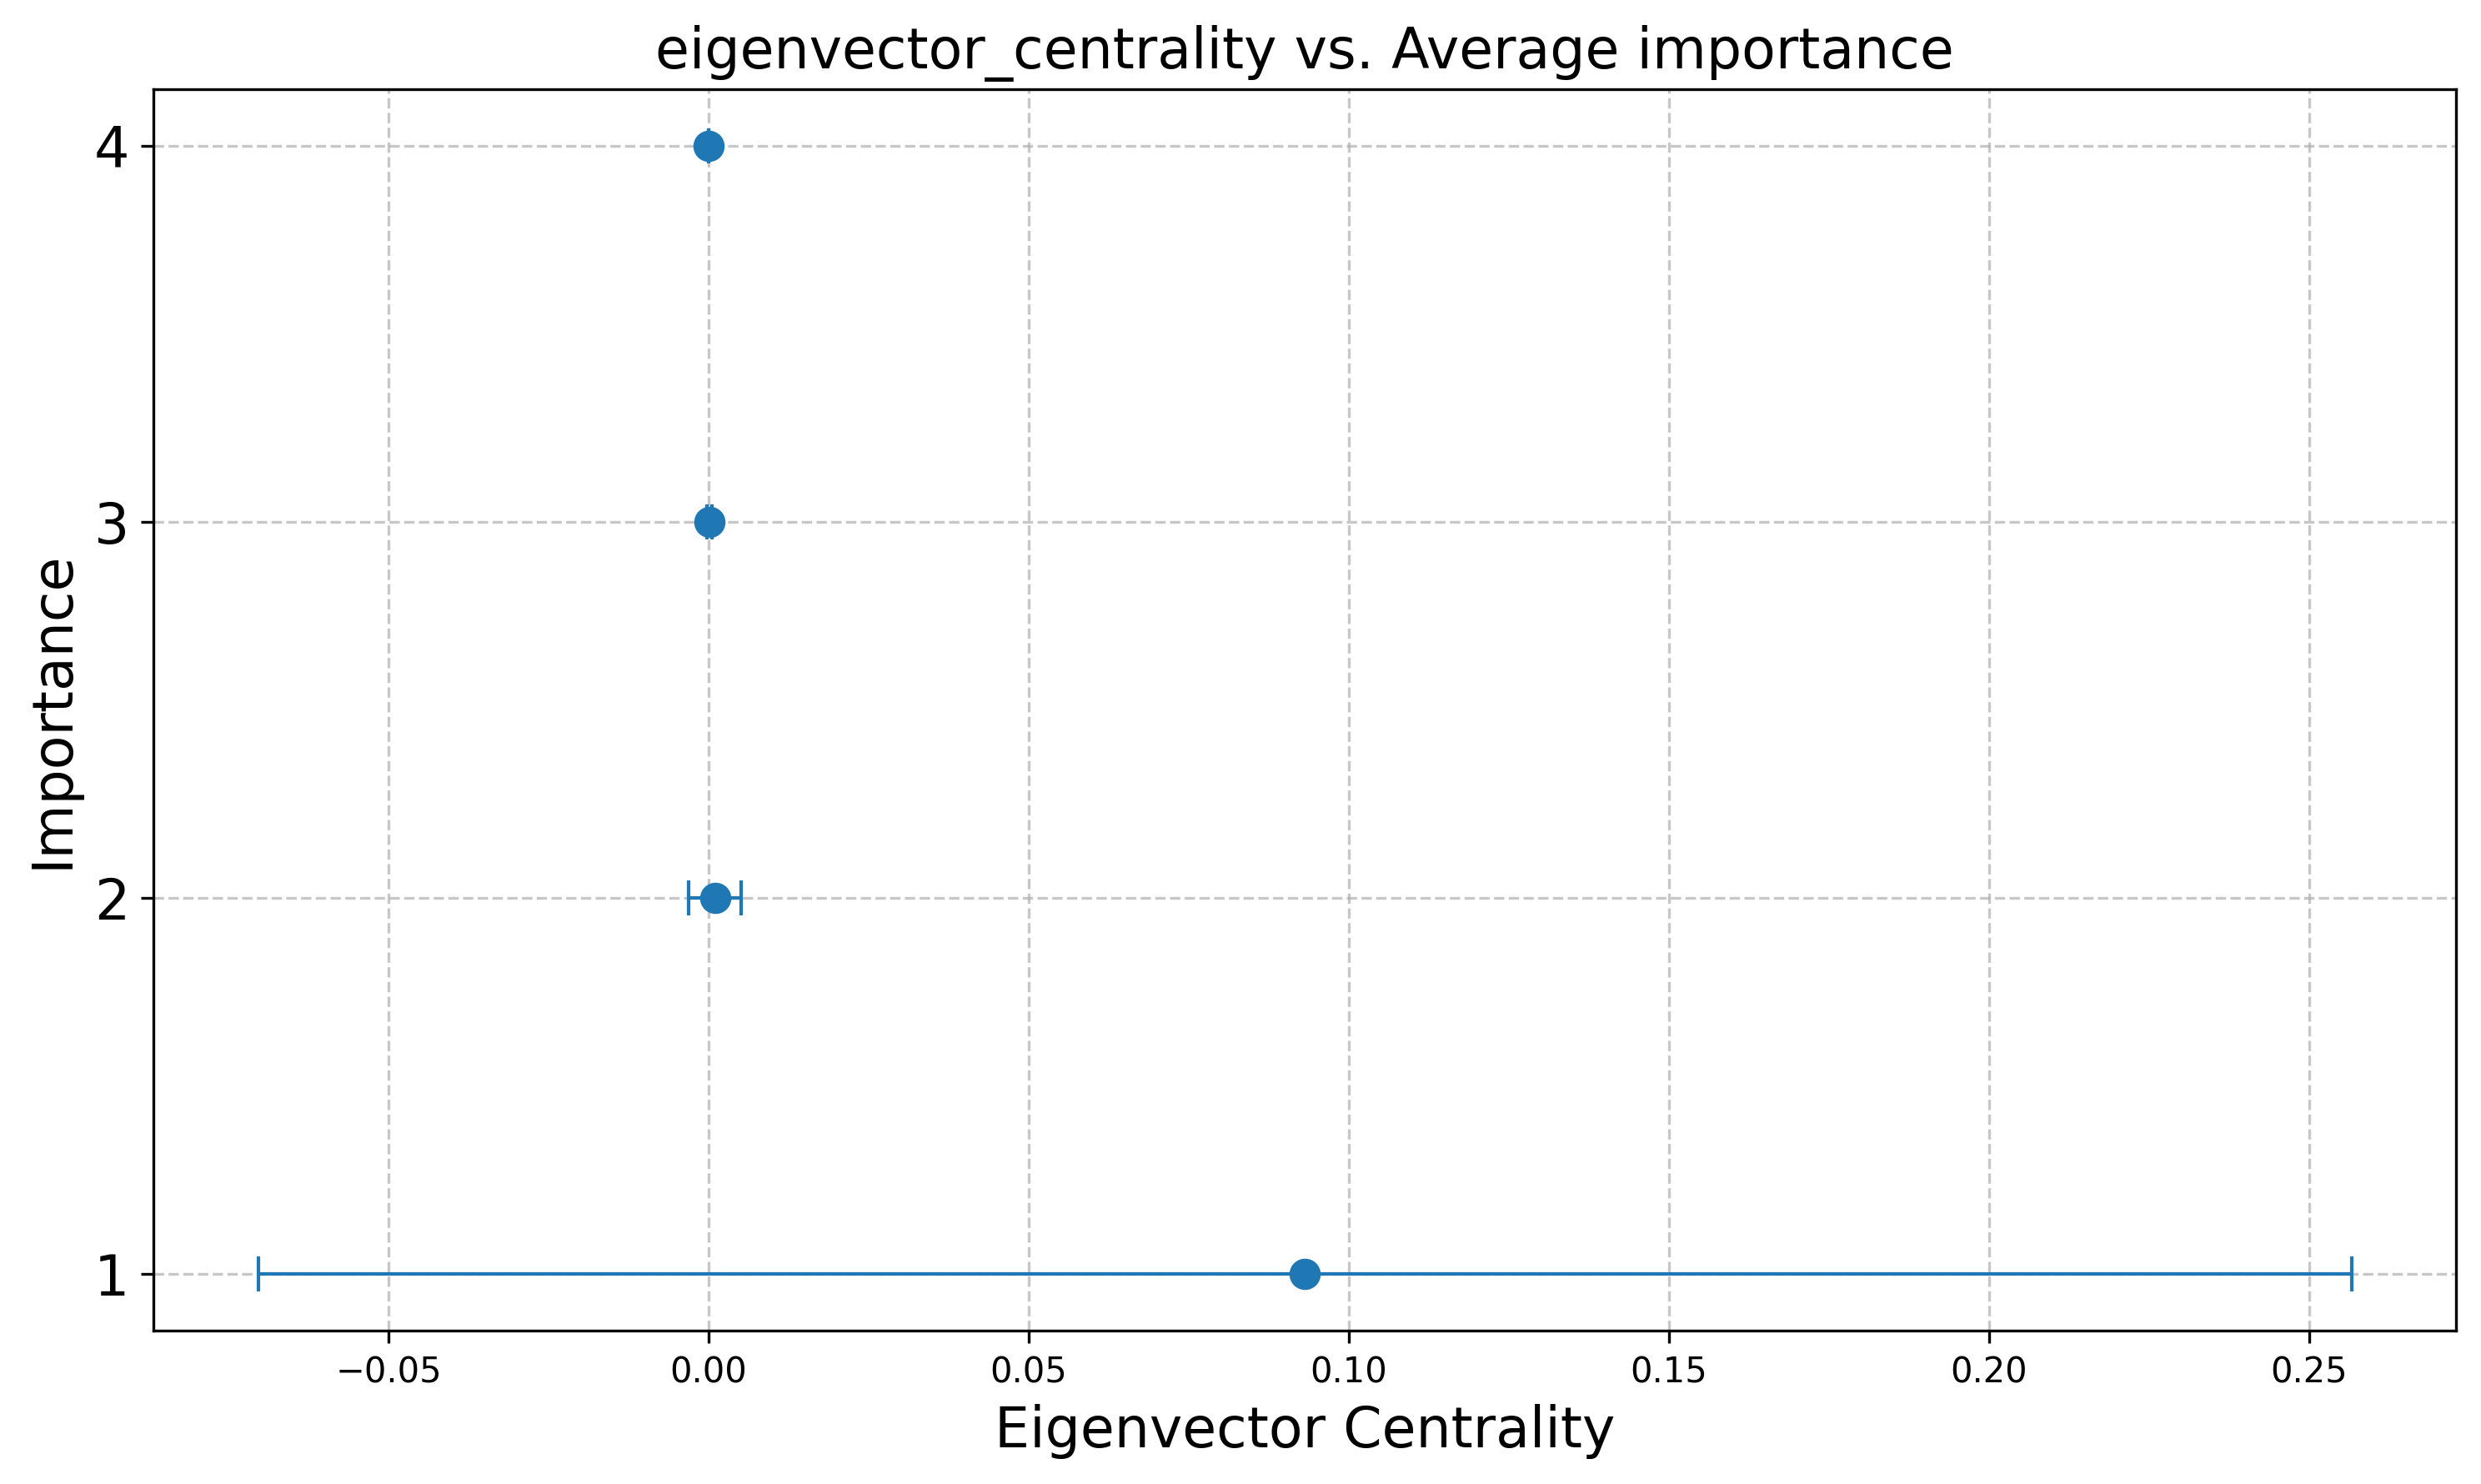 eigenvector_centrality vs. Average importance
4
3
2
1
Importance
−0.05 0.00 0.05 0.10 0.15 0.20 0.25
Eigenvector Centrality